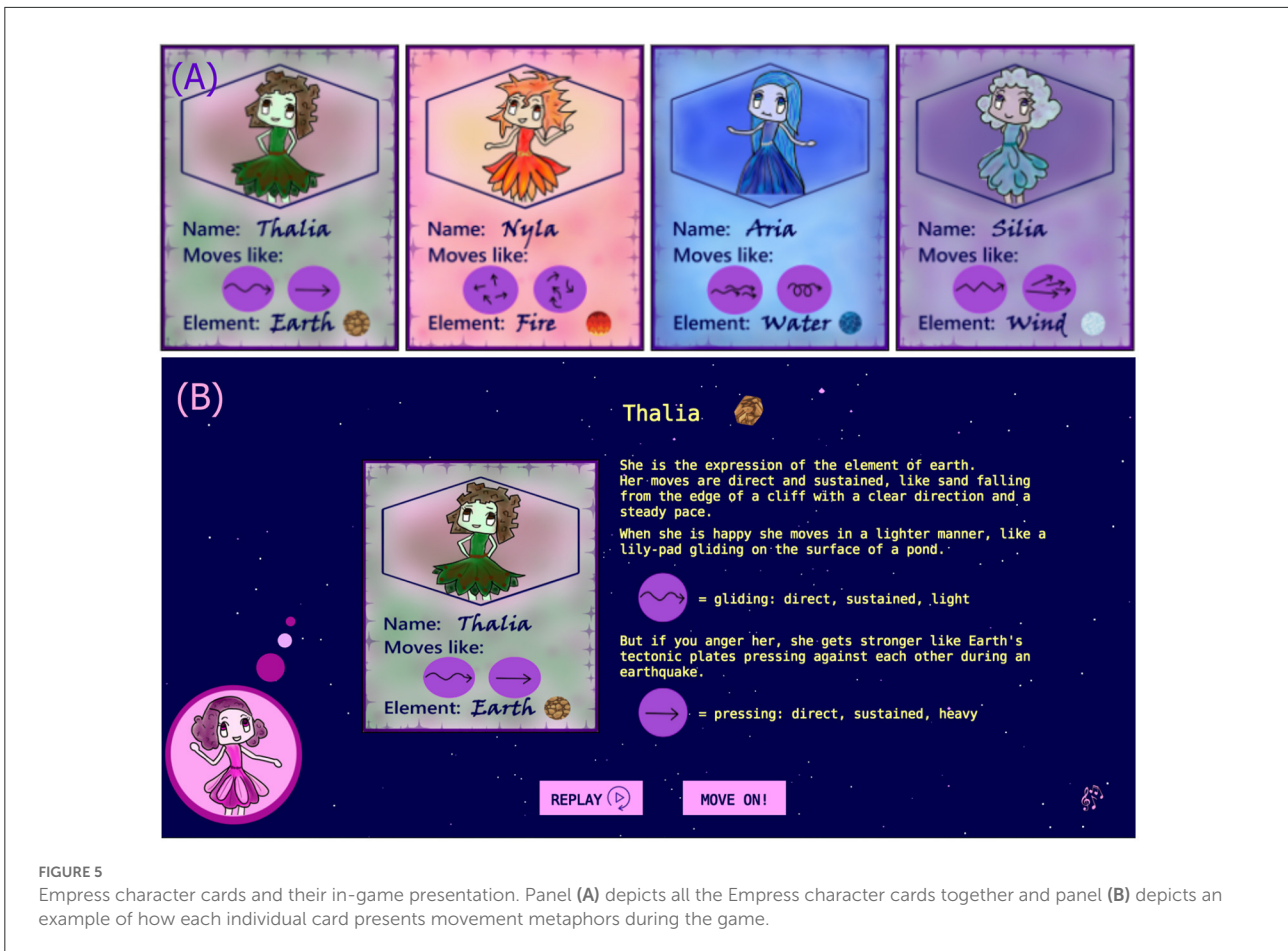 (A)
Name: Thalia
Moves like:
Element: Earth
Name: Nyla
Moves like:
Element: Fire
Name: Aria
Moves like:
Element: Water
Name: Silia
Moves like:
Element: Wind
(B)
Thalia
She is the expression of the element of earth.
Her moves are direct and sustained, like sand falling
from the edge of a cliff with a clear direction and a
steady pace.
When she is happy she moves in a lighter manner, like a
lily-pad gliding on the surface of a pond.
= gliding: direct, sustained, light
But if you anger her, she gets stronger like Earth's
tectonic plates pressing against each other during an
earthquake.
= pressing: direct, sustained, heavy
Name: Thalia
Moves like:
Element: Earth
REPLAY
MOVE ON!
FIGURE 5
Empress character cards and their in-game presentation. Panel (A) depicts all the Empress character cards together and panel (B) depicts an
example of how each individual card presents movement metaphors during the game.